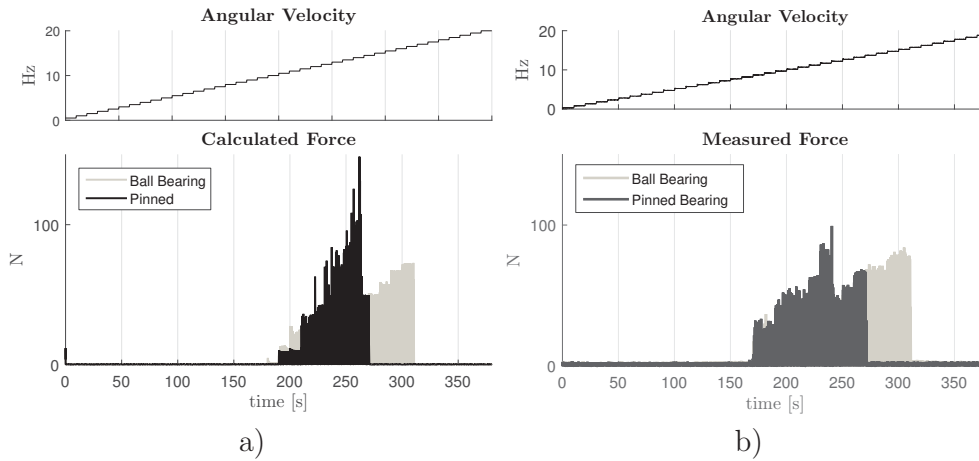 Angular Velocity
20
10
0
Hz
Calculated Force
Ball Bearing
Pinned
100
0
N
0 50 100 150 200 250 300 350
time [s]
a)
Angular Velocity
20
10
0
Hz
Measured Force
Ball Bearing
Pinned Bearing
100
0
N
0 50 100 150 200 250 300 350
time [s]
b)